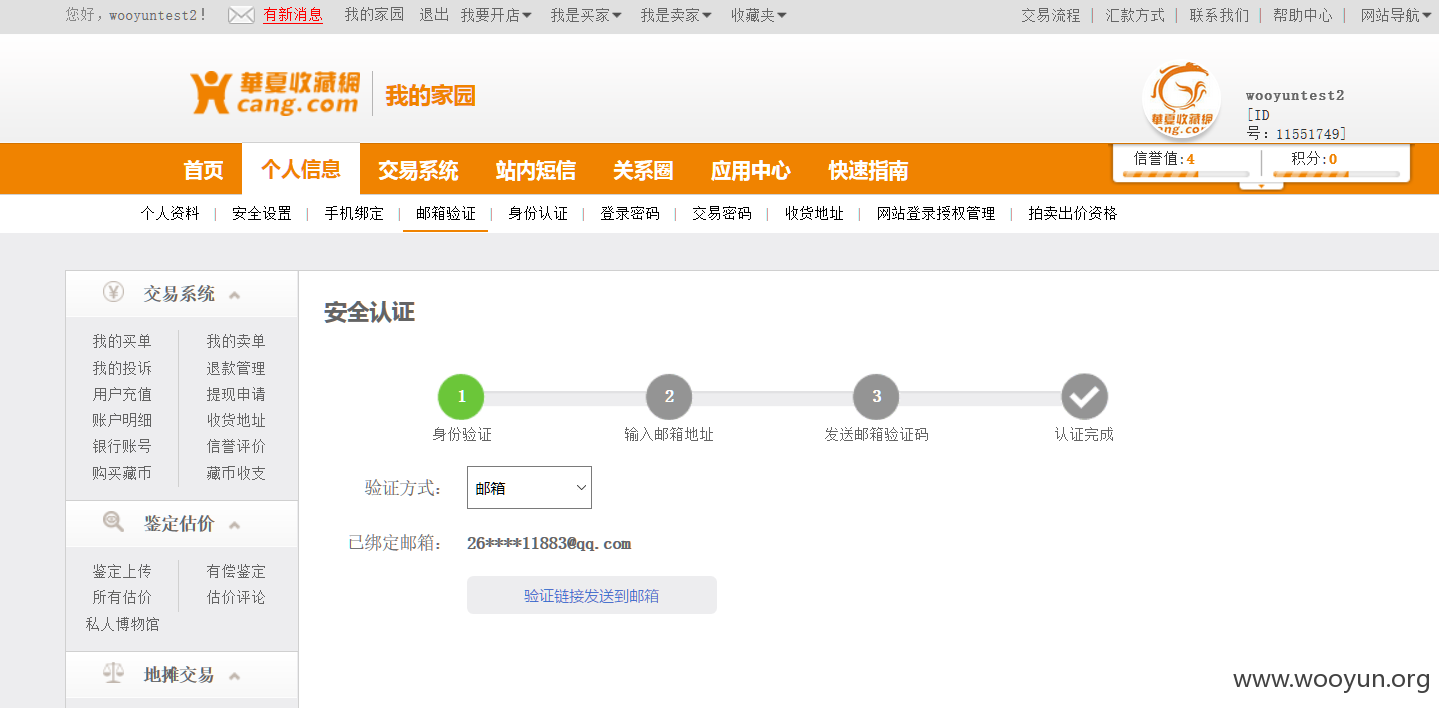 您好，wooyuntest2！ 有新消息 我的家园 退出 我要开店 我是买家 我是卖家 收藏夹 交易流程 | 汇款方式 | 联系我们 | 帮助中心 | 网站导航
華夏收藏網
cang.com
我的家园
華夏收藏網
wooyuntest2
[ID
号：11551749]
首页 个人信息 交易系统 站内短信 关系圈 应用中心 快速指南
信誉值:4 积分:0
个人资料 | 安全设置 | 手机绑定 | 邮箱验证 | 身份认证 | 登录密码 | 交易密码 | 收货地址 | 网站登录授权管理 | 拍卖出价资格
交易系统
我的买单 我的卖单
我的投诉 退款管理
用户充值 提现申请
账户明细 收货地址
银行账号 信誉评价
购买藏币 藏币收支
鉴定估价
鉴定上传 有偿鉴定
所有估价 估价评论
私人博物馆
地摊交易
安全认证
1 2 3
身份验证 输入邮箱地址 发送邮箱验证码 认证完成
验证方式： 邮箱
已绑定邮箱： 26****11883@qq.com
验证链接发送到邮箱
www.wooyun.org